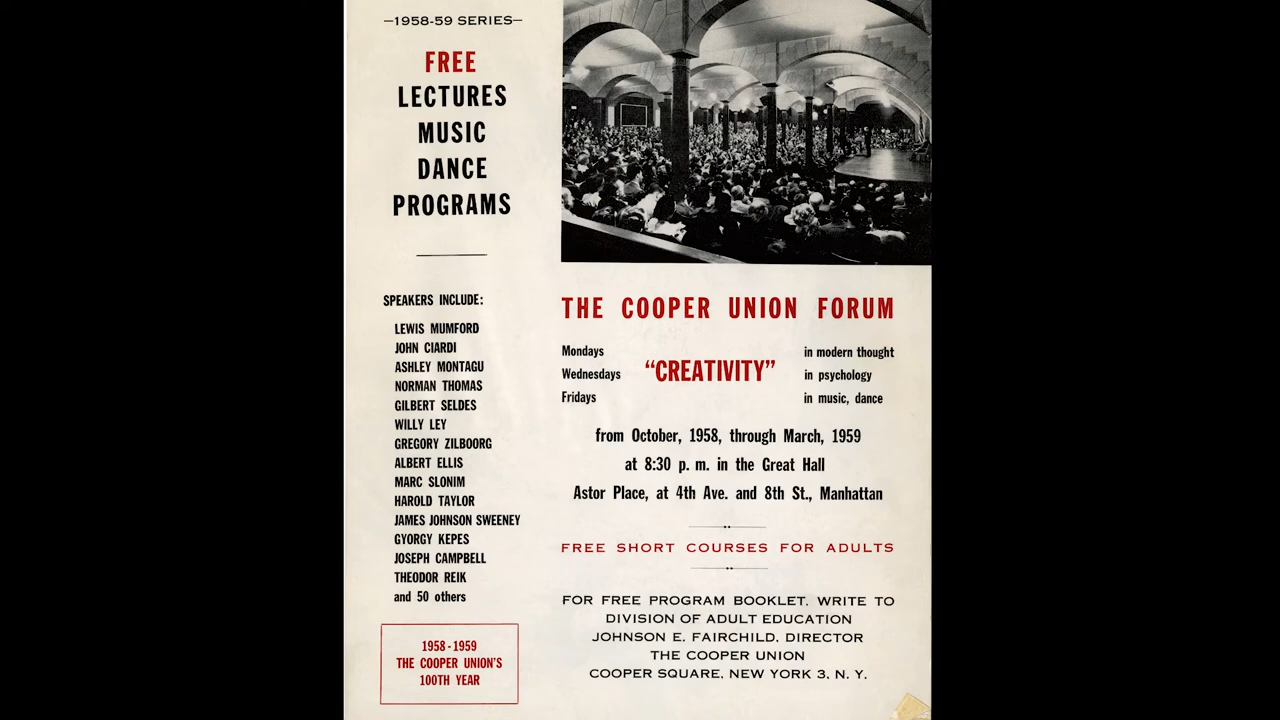 —1958-59 SERIES—
FREE
LECTURES
MUSIC
DANCE
PROGRAMS
SPEAKERS INCLUDE:
LEWIS MUMFORD
JOHN CIARDI
ASHLEY MONTAGU
NORMAN THOMAS
GILBERT SELDES
WILLY LEY
GREGORY ZILBOORG
ALBERT ELLIS
MARC SLONIM
HAROLD TAYLOR
JAMES JOHNSON SWEENEY
GYORGY KEPES
JOSEPH CAMPBELL
THEODOR REIK
and 50 others
1958-1959
THE COOPER UNION'S
100TH YEAR
THE COOPER UNION FORUM
Mondays
Wednesdays
Fridays
“CREATIVITY”
in modern thought
in psychology
in music, dance
from October, 1958, through March, 1959
at 8:30 p. m. in the Great Hall
Astor Place, at 4th Ave. and 8th St., Manhattan
FREE SHORT COURSES FOR ADULTS
FOR FREE PROGRAM BOOKLET, WRITE TO
DIVISION OF ADULT EDUCATION
JOHNSON E. FAIRCHILD, DIRECTOR
THE COOPER UNION
COOPER SQUARE, NEW YORK 3, N. Y.